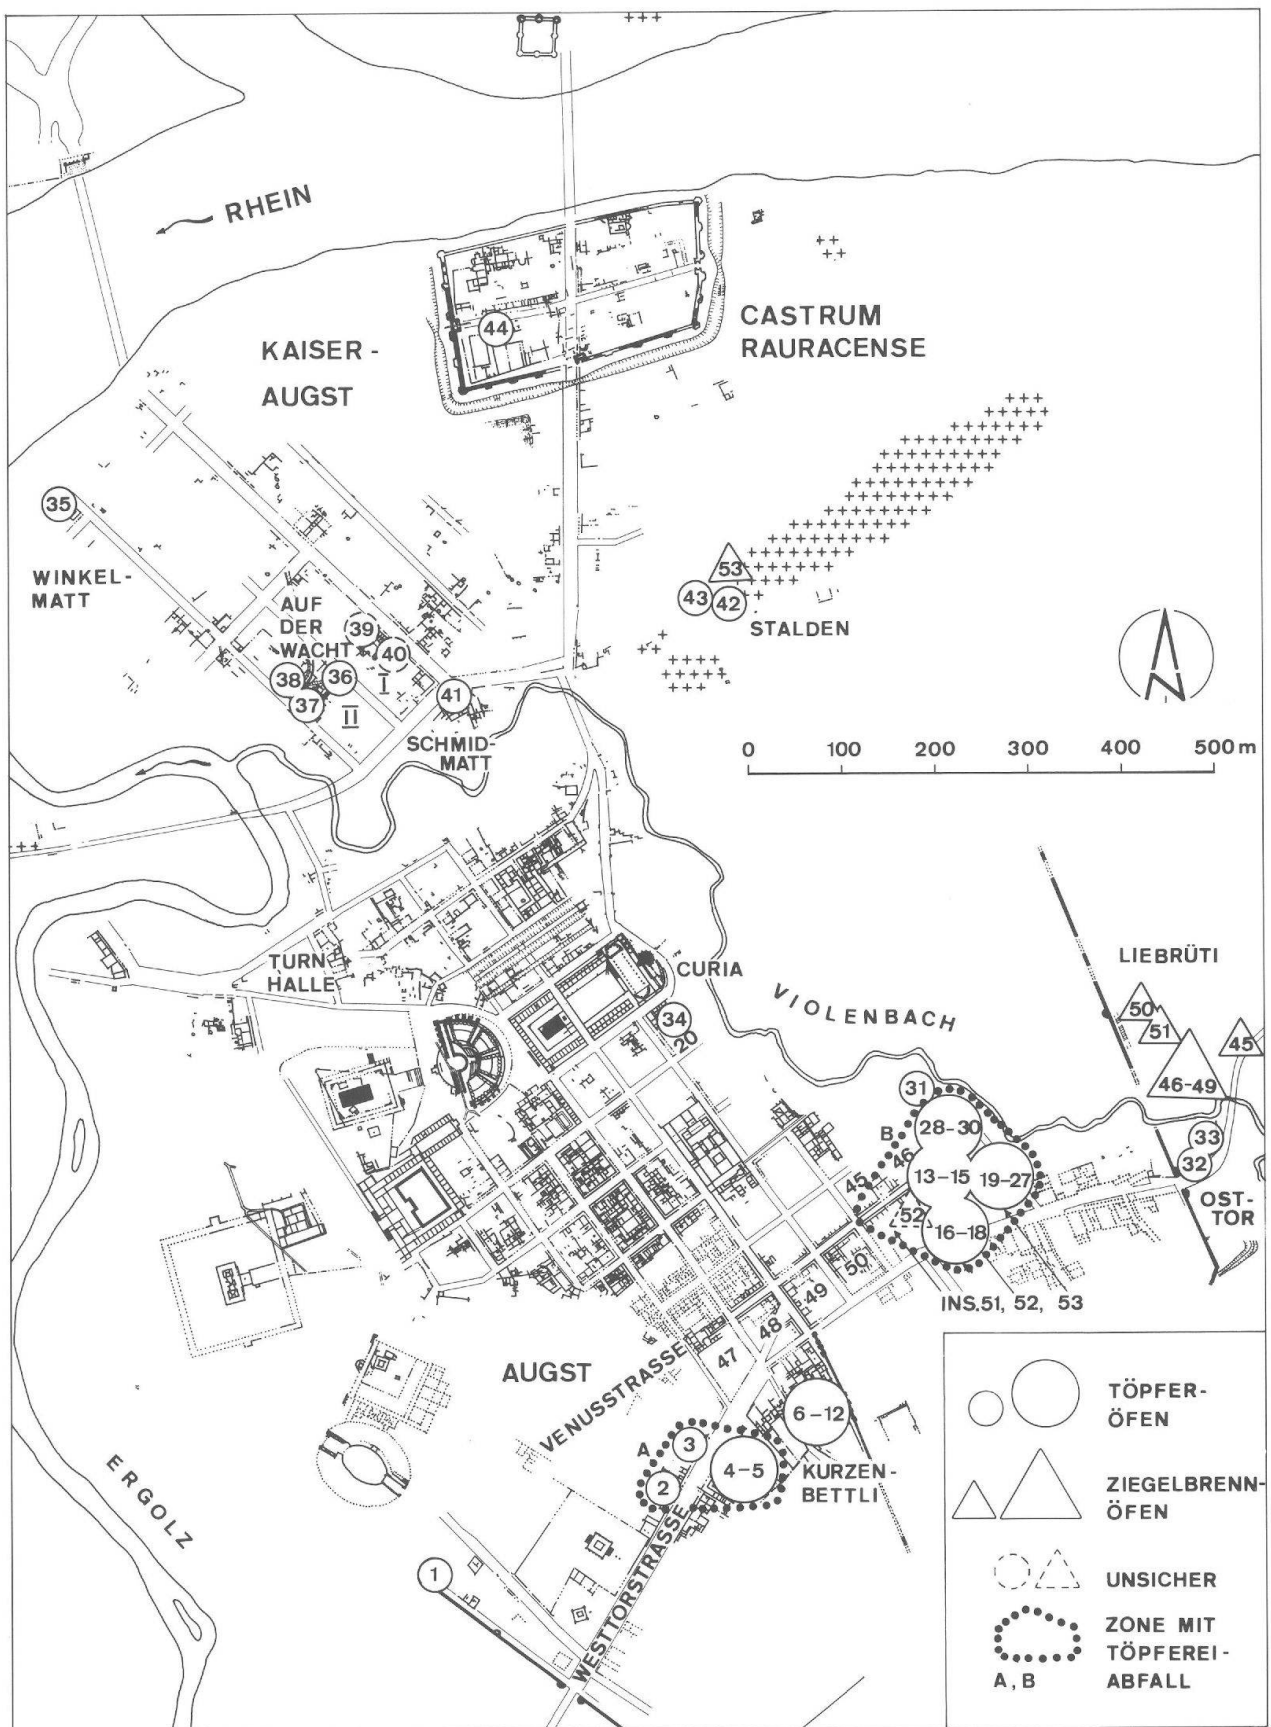 RHEIN
CASTRUM
RAURACENSE
KAISER-
AUGST
44
35
WINKEL-
MATT
AUF
DER
WACHT
39
40
38
36
37
I
II
41
SCHMID-
MATT
53
43
42
STALDEN
N
0 100 200 300 400 500 m
TURN
HALLE
CURIA
34
20
VIOLENBACH
LIEBRÜTI
50
51
45
46-49
31
28-30
B
46
13-15
19-27
45
52
16-18
33
32
OST-
TOR
50
49
48
47
INS.51, 52, 53
AUGST
VENUSSTRASSE
6-12
A
3
4-5
2
KURZEN-
BETTLI
ERGOLZ
1
WESTTORSTRASSE
TÖPFER-
ÖFEN
ZIEGELBRENN-
ÖFEN
UNSICHER
ZONE MIT
TÖPFEREI-
A, B ABFALL